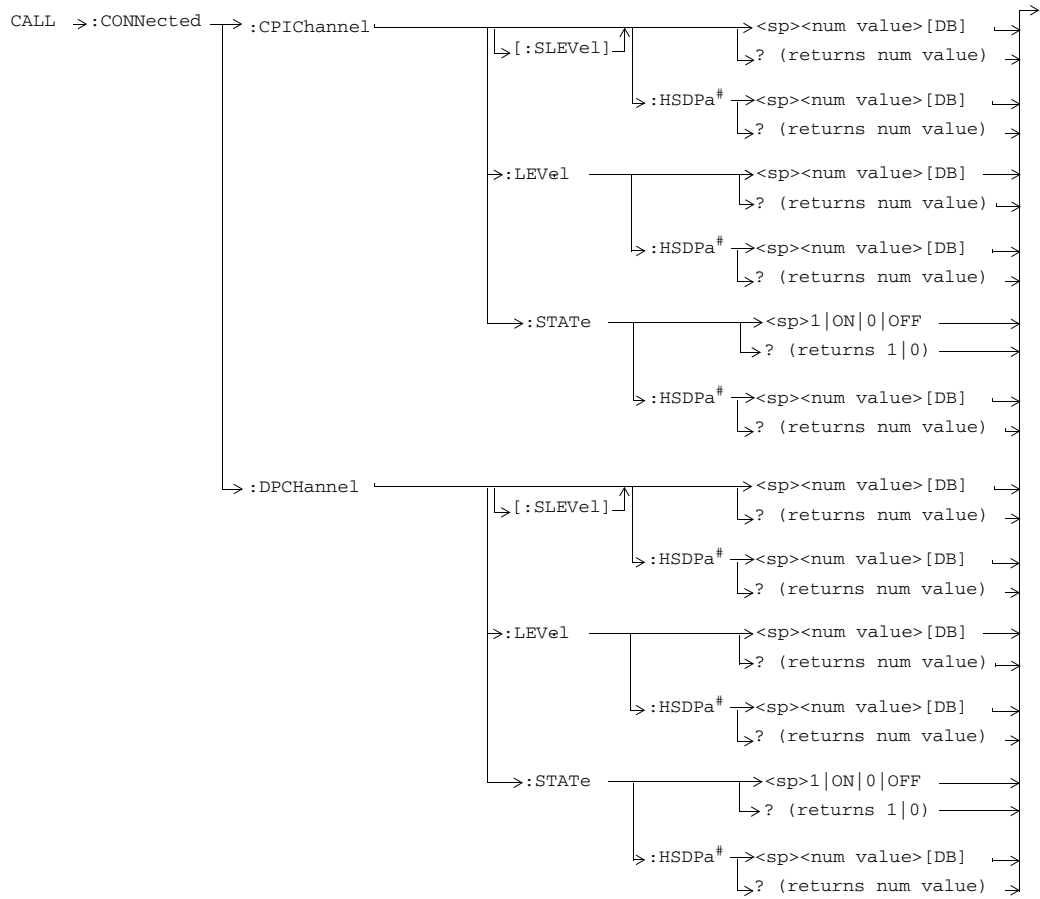 CALL :CONNected :CPIChannel <sp><num value>[DB]
[:SLEVel] ? (returns num value)
:HSDPa# <sp><num value>[DB]
? (returns num value)
:LEVel <sp><num value>[DB]
? (returns num value)
:HSDPa# <sp><num value>[DB]
? (returns num value)
:STATe <sp>1|ON|0|OFF
? (returns 1|0)
:HSDPa# <sp><num value>[DB]
? (returns num value)
:DPCHannel <sp><num value>[DB]
[:SLEVel] ? (returns num value)
:HSDPa# <sp><num value>[DB]
? (returns num value)
:LEVel <sp><num value>[DB]
? (returns num value)
:HSDPa# <sp><num value>[DB]
? (returns num value)
:STATe <sp>1|ON|0|OFF
? (returns 1|0)
:HSDPa# <sp><num value>[DB]
? (returns num value)